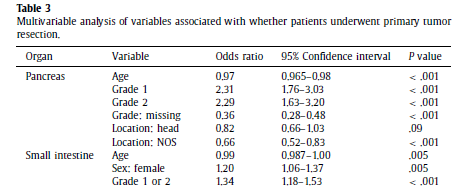 Table 3
Multivariable analysis of variables associated with whether patients underwent primary tumor
resection.
Organ Variable Odds ratio 95% Confidence interval P value
Pancreas Age 0.97 0.965–0.98 < .001
Grade 1 2.31 1.76–3.03 < .001
Grade 2 2.29 1.63–3.20 < .001
Grade: missing 0.36 0.28–0.48 < .001
Location: head 0.82 0.66–1.03 .09
Location: NOS 0.66 0.52–0.83 < .001
Small intestine Age 0.99 0.987–1.00 .005
Sex: female 1.20 1.06–1.37 .005
Grade 1 or 2 1.34 1.18–1.53 < .001